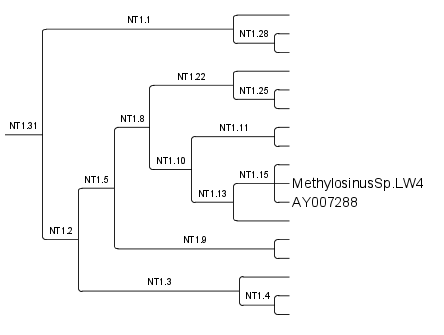 NT1.1
NT1.28
NT1.22
NT1.25
NT1.8
NT1.31
NT1.11
NT1.10
NT1.15
NT1.5
MethylosinusSp.LW4
NT1.13
AY007288
NT1.2
NT1.9
NT1.3
NT1.4